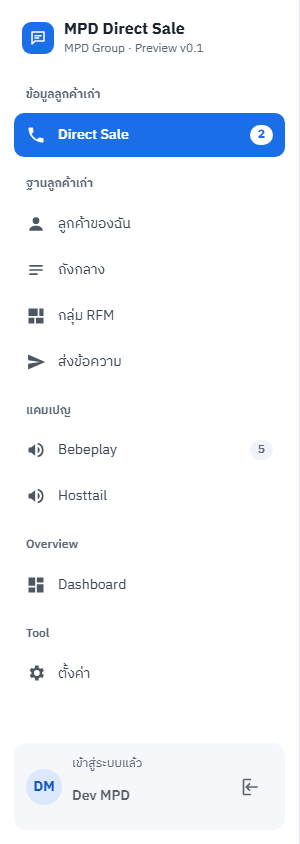 MPD Direct Sale
MPD Group · Preview v0.1
ข้อมูลลูกค้าเก่า
Direct Sale 2
ฐานลูกค้าเก่า
ลูกค้าของฉัน
ถังกลาง
กลุ่ม RFM
ส่งข้อความ
แคมเปญ
Bebeplay 5
Hosttail
Overview
Dashboard
Tool
ตั้งค่า
เข้าสู่ระบบแล้ว
DM Dev MPD